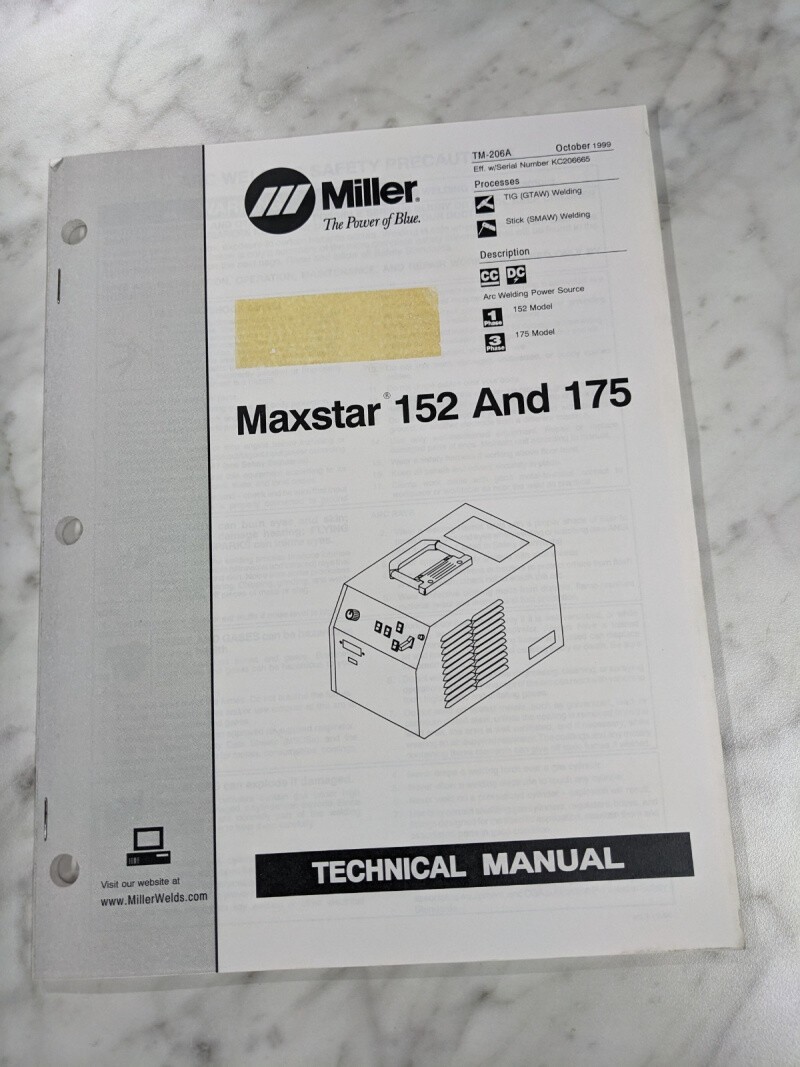 TM-206A October 1999
Eff. w/Serial Number KC206665
Miller®
The Power of Blue.
Processes
TIG (GTAW) Welding
Stick (SMAW) Welding
Description
CC DC
Arc Welding Power Source
1 Phase 152 Model
3 Phase 175 Model
Maxstar® 152 And 175
TECHNICAL MANUAL
Visit our website at
www.MillerWelds.com